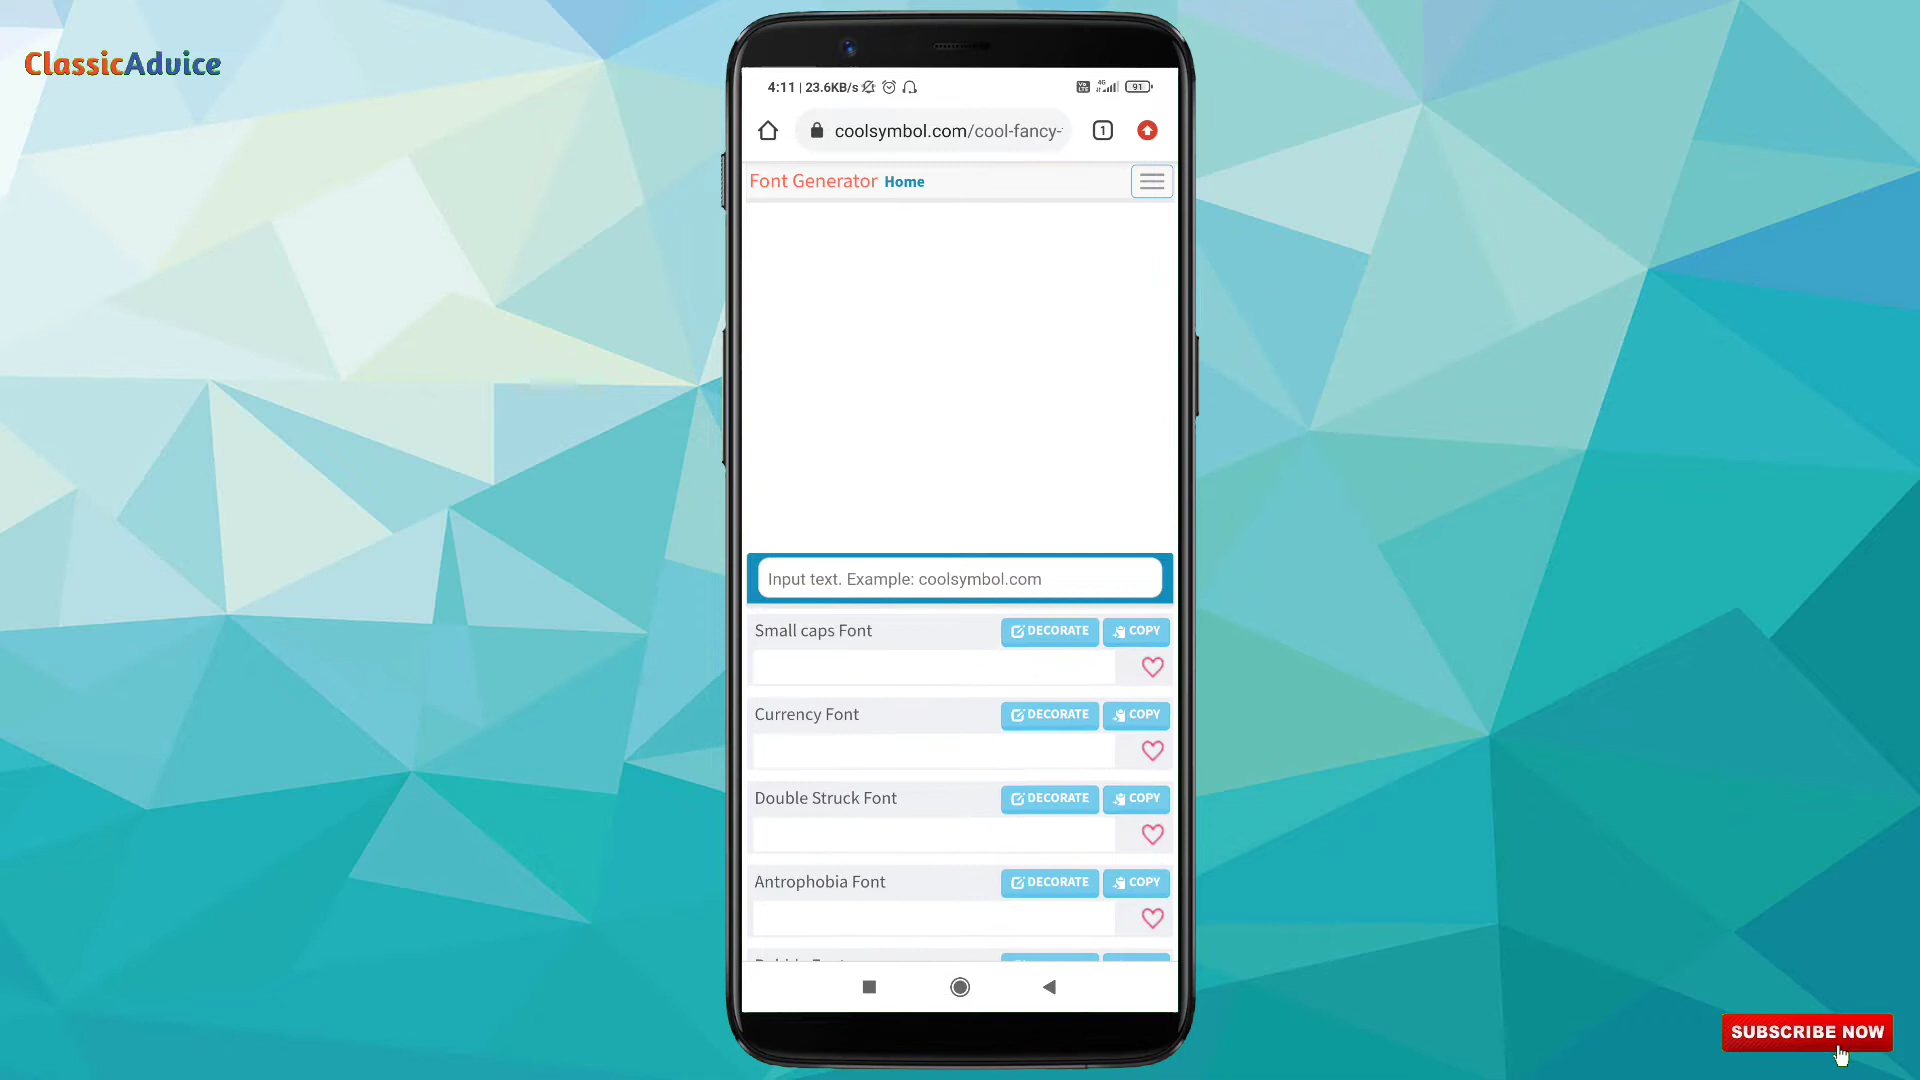 ClassicAdvice
4:11 | 23.6KB/s
4G
91
coolsymbol.com/cool-fancy-
1
Font Generator Home
Input text. Example: coolsymbol.com
Small caps Font DECORATE COPY
Currency Font DECORATE COPY
Double Struck Font DECORATE COPY
Antrophobia Font DECORATE COPY
SUBSCRIBE NOW